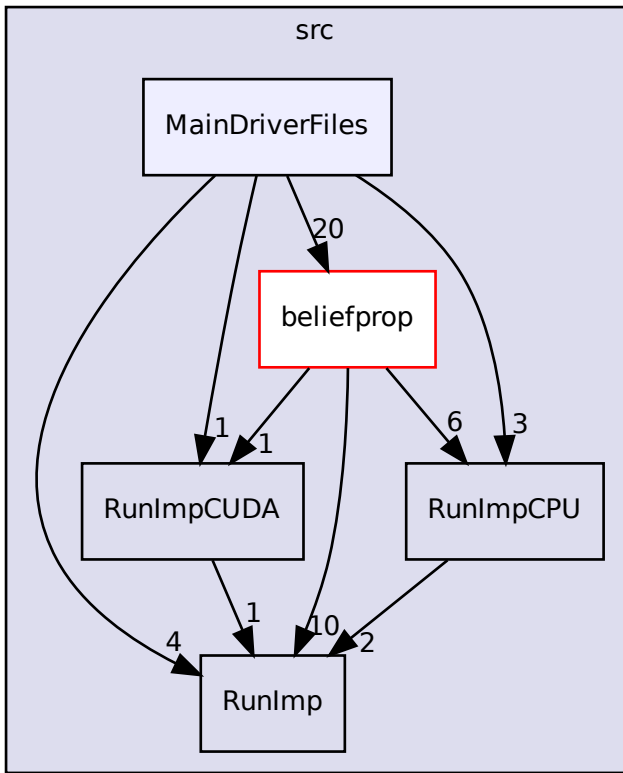 src
MainDriverFiles
20
beliefprop
1
1
6
3
RunImpCUDA
RunImpCPU
4
1
10
2
RunImp